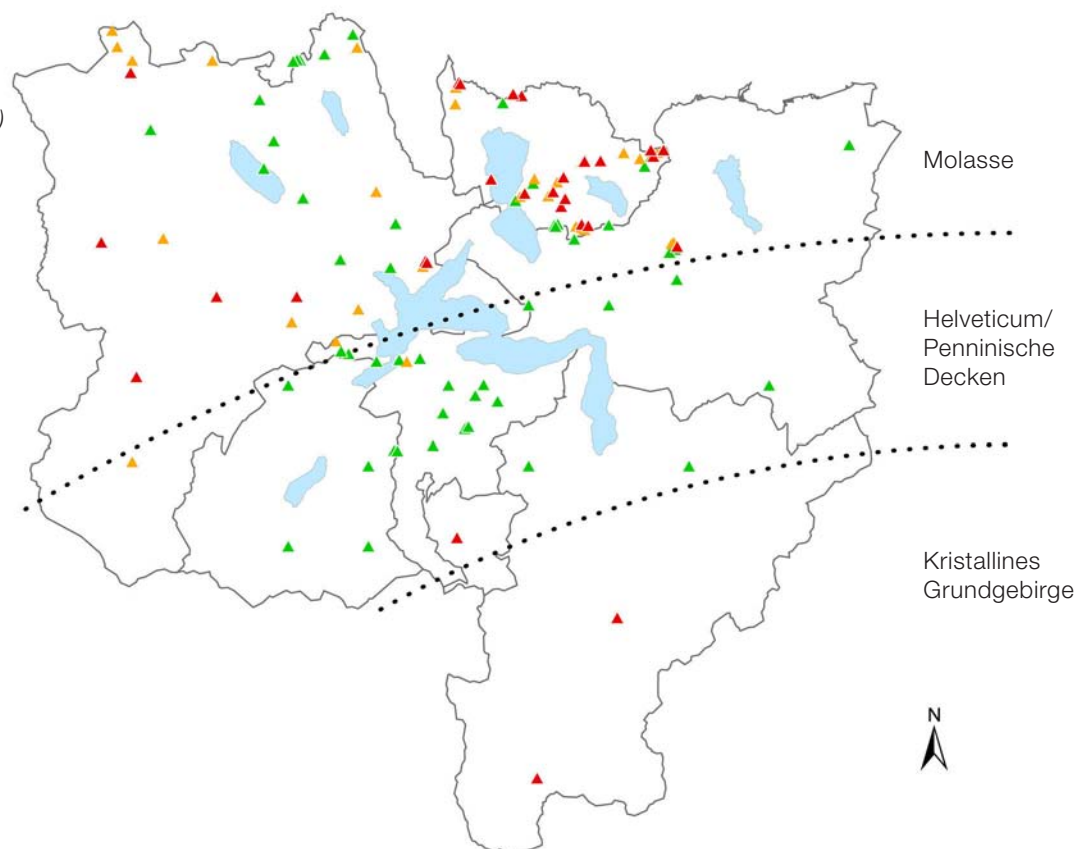 )
Molasse
Helveticum/
Penninische
Decken
Kristallines
Grundgebirge
N